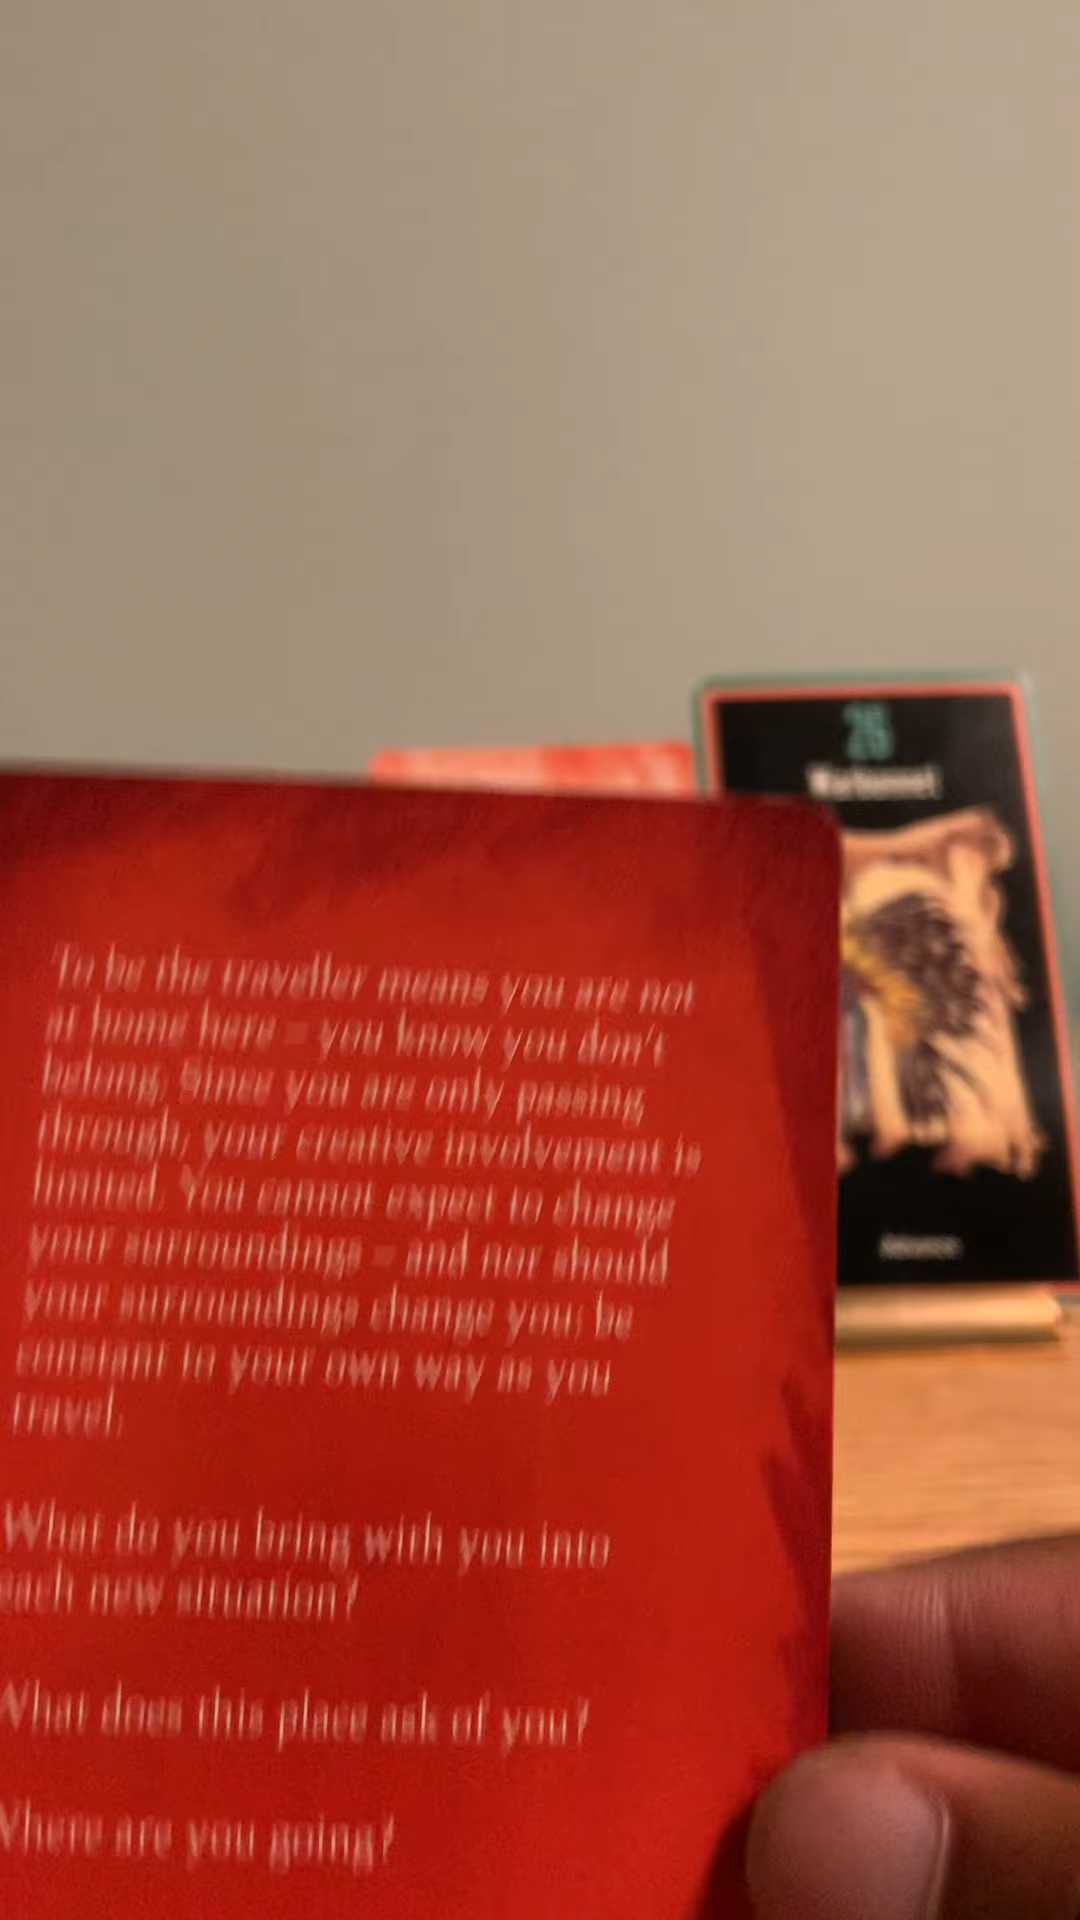 To be the traveller means you are not
at home here – you know you don't
belong. Since you are only passing
through, your creative involvement is
limited. You cannot expect to change
your surroundings – and nor should
your surroundings change you: be
constant to your own way as you
travel.
What do you bring with you into
each new situation?
What does this place ask of you?
Where are you going?